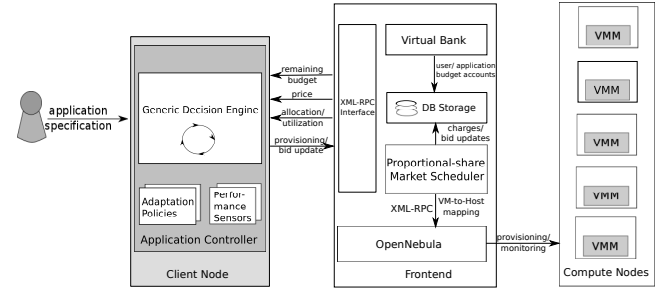 application
specification
Generic Decision Engine
Adaptation
Policies
Perfor-
mance
Sensors
Application Controller
Client Node
remaining
budget
price
allocation/
utilization
provisioning/
bid update
XML-RPC
Interface
Virtual Bank
user/ application
budget accounts
DB Storage
charges/
bid updates
Proportional-share
Market Scheduler
XML-RPC
VM-to-Host
mapping
OpenNebula
Frontend
provisioning/
monitoring
VMM
VMM
VMM
VMM
VMM
Compute Nodes